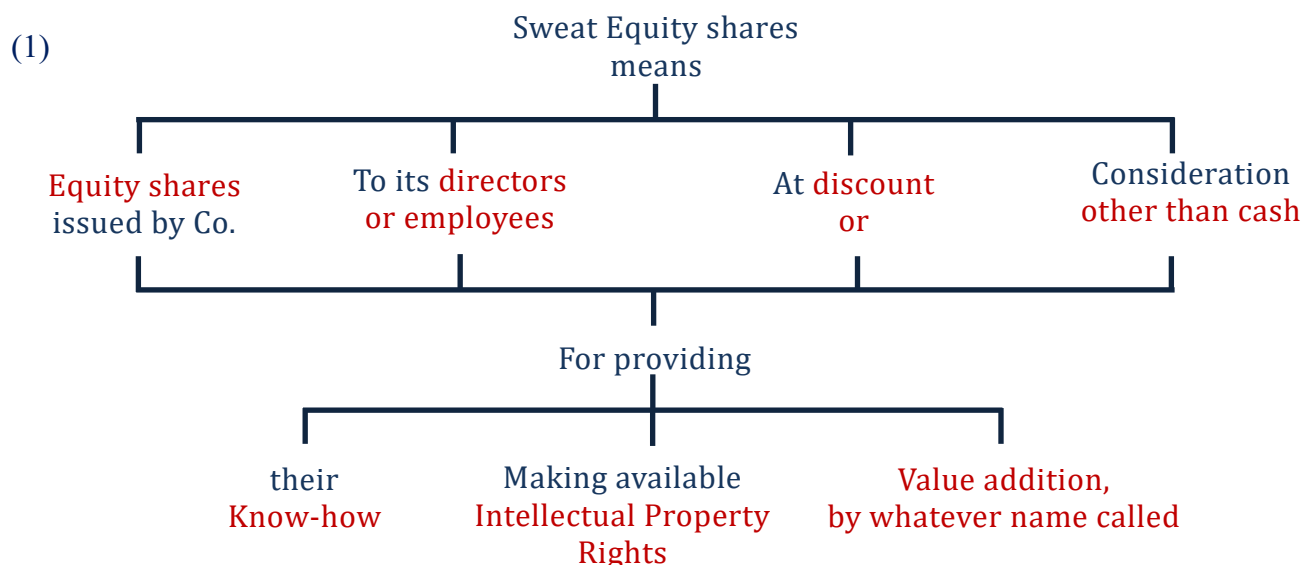 (1)
Sweat Equity shares
means
Equity shares
issued by Co.
To its directors
or employees
At discount
or
Consideration
other than cash
For providing
their
Know-how
Making available
Intellectual Property
Rights
Value addition,
by whatever name called